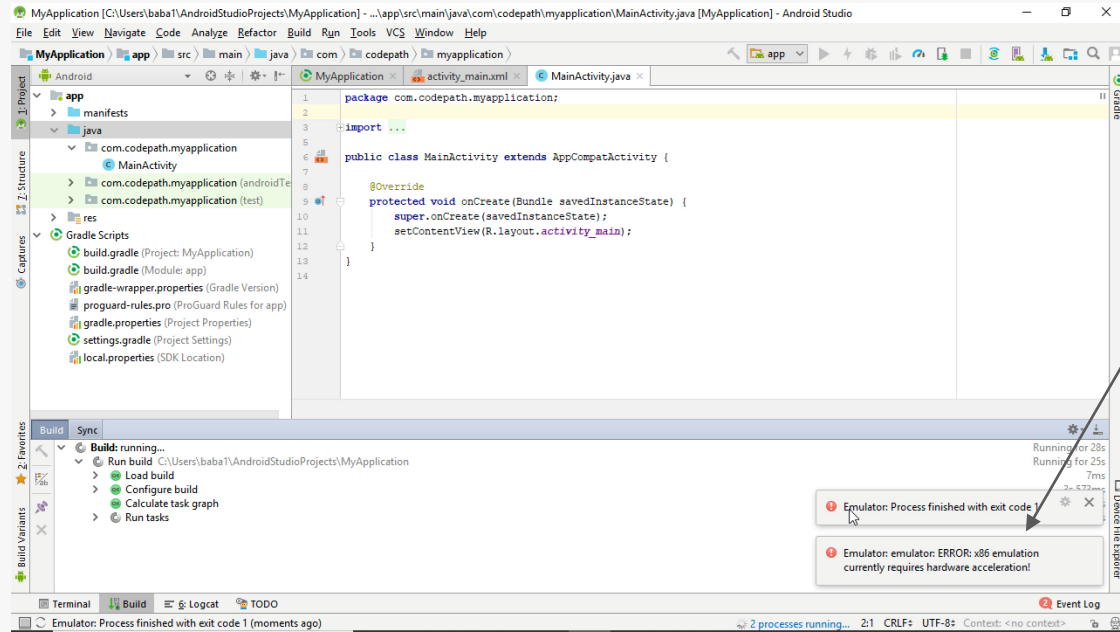 MyApplication [C:\Users\baba1\AndroidStudioProjects\MyApplication] - ...\app\src\main\java\com\codepath\myapplication\MainActivity.java [MyApplication] - Android Studio
File Edit View Navigate Code Analyze Refactor Build Run Tools VCS Window Help
MyApplication app src main java com codepath myapplication
app
Android
MyApplication activity_main.xml MainActivity.java
1: Project
Z: Structure
Captures
2: Favorites
Build Variants
app
manifests
java
com.codepath.myapplication
MainActivity
com.codepath.myapplication (androidTe
com.codepath.myapplication (test)
res
Gradle Scripts
build.gradle (Project: MyApplication)
build.gradle (Module: app)
gradle-wrapper.properties (Gradle Version)
proguard-rules.pro (ProGuard Rules for app)
gradle.properties (Project Properties)
settings.gradle (Project Settings)
local.properties (SDK Location)
1 package com.codepath.myapplication;
2
3 import ...
5
6 public class MainActivity extends AppCompatActivity {
7
8 @Override
9 protected void onCreate(Bundle savedInstanceState) {
10 super.onCreate(savedInstanceState);
11 setContentView(R.layout.activity_main);
12 }
13 }
14
Gradle
Device File Explorer
Build Sync
Build: running... Running for 28s
Run build C:\Users\baba1\AndroidStudioProjects\MyApplication Running for 25s
Load build 7ms
Configure build
Calculate task graph
Run tasks
Emulator: Process finished with exit code 1
Emulator: emulator: ERROR: x86 emulation
currently requires hardware acceleration!
Terminal Build 6: Logcat TODO 2 Event Log
Emulator: Process finished with exit code 1 (moments ago) 2 processes running... 2:1 CRLF UTF-8 Context: <no context>